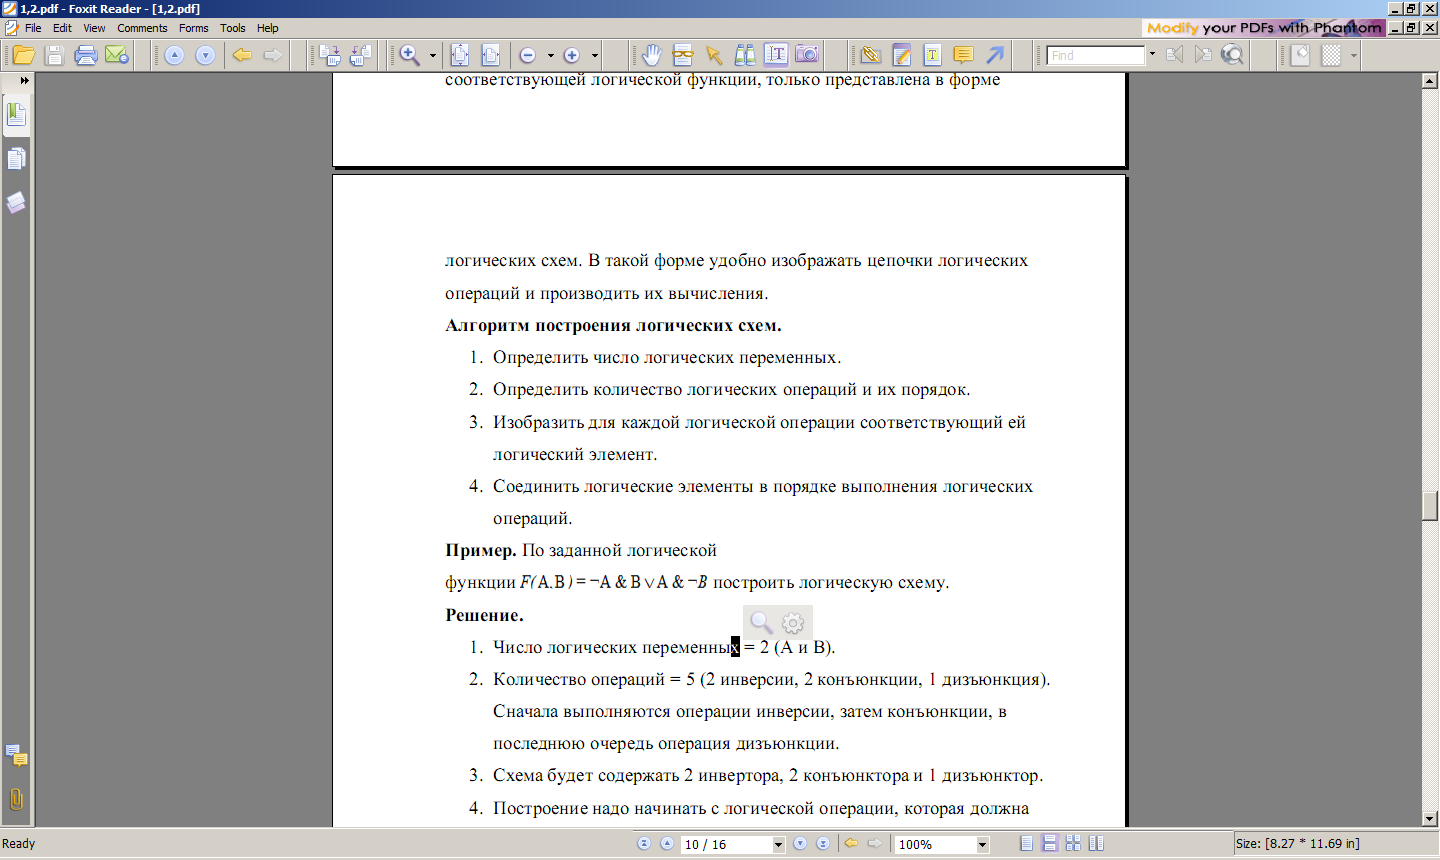 1,2.pdf - Foxit Reader - [1,2.pdf]
File Edit View Comments Forms Tools Help
Modify your PDFs with Phantom
Find
соответствующей логической функции, только представлена в форме
логических схем. В такой форме удобно изображать цепочки логических
операций и производить их вычисления.
Алгоритм построения логических схем.
1. Определить число логических переменных.
2. Определить количество логических операций и их порядок.
3. Изобразить для каждой логической операции соответствующий ей
логический элемент.
4. Соединить логические элементы в порядке выполнения логических
операций.
Пример. По заданной логической
функции F(A,B)=¬A & B ∨ A & ¬B построить логическую схему.
Решение.
1. Число логических переменных = 2 (А и В).
2. Количество операций = 5 (2 инверсии, 2 конъюнкции, 1 дизъюнкция).
Сначала выполняются операции инверсии, затем конъюнкции, в
последнюю очередь операция дизъюнкции.
3. Схема будет содержать 2 инвертора, 2 конъюнктора и 1 дизъюнктор.
4. Построение надо начинать с логической операции, которая должна
Ready 10 / 16 100% Size: [8.27 * 11.69 in]